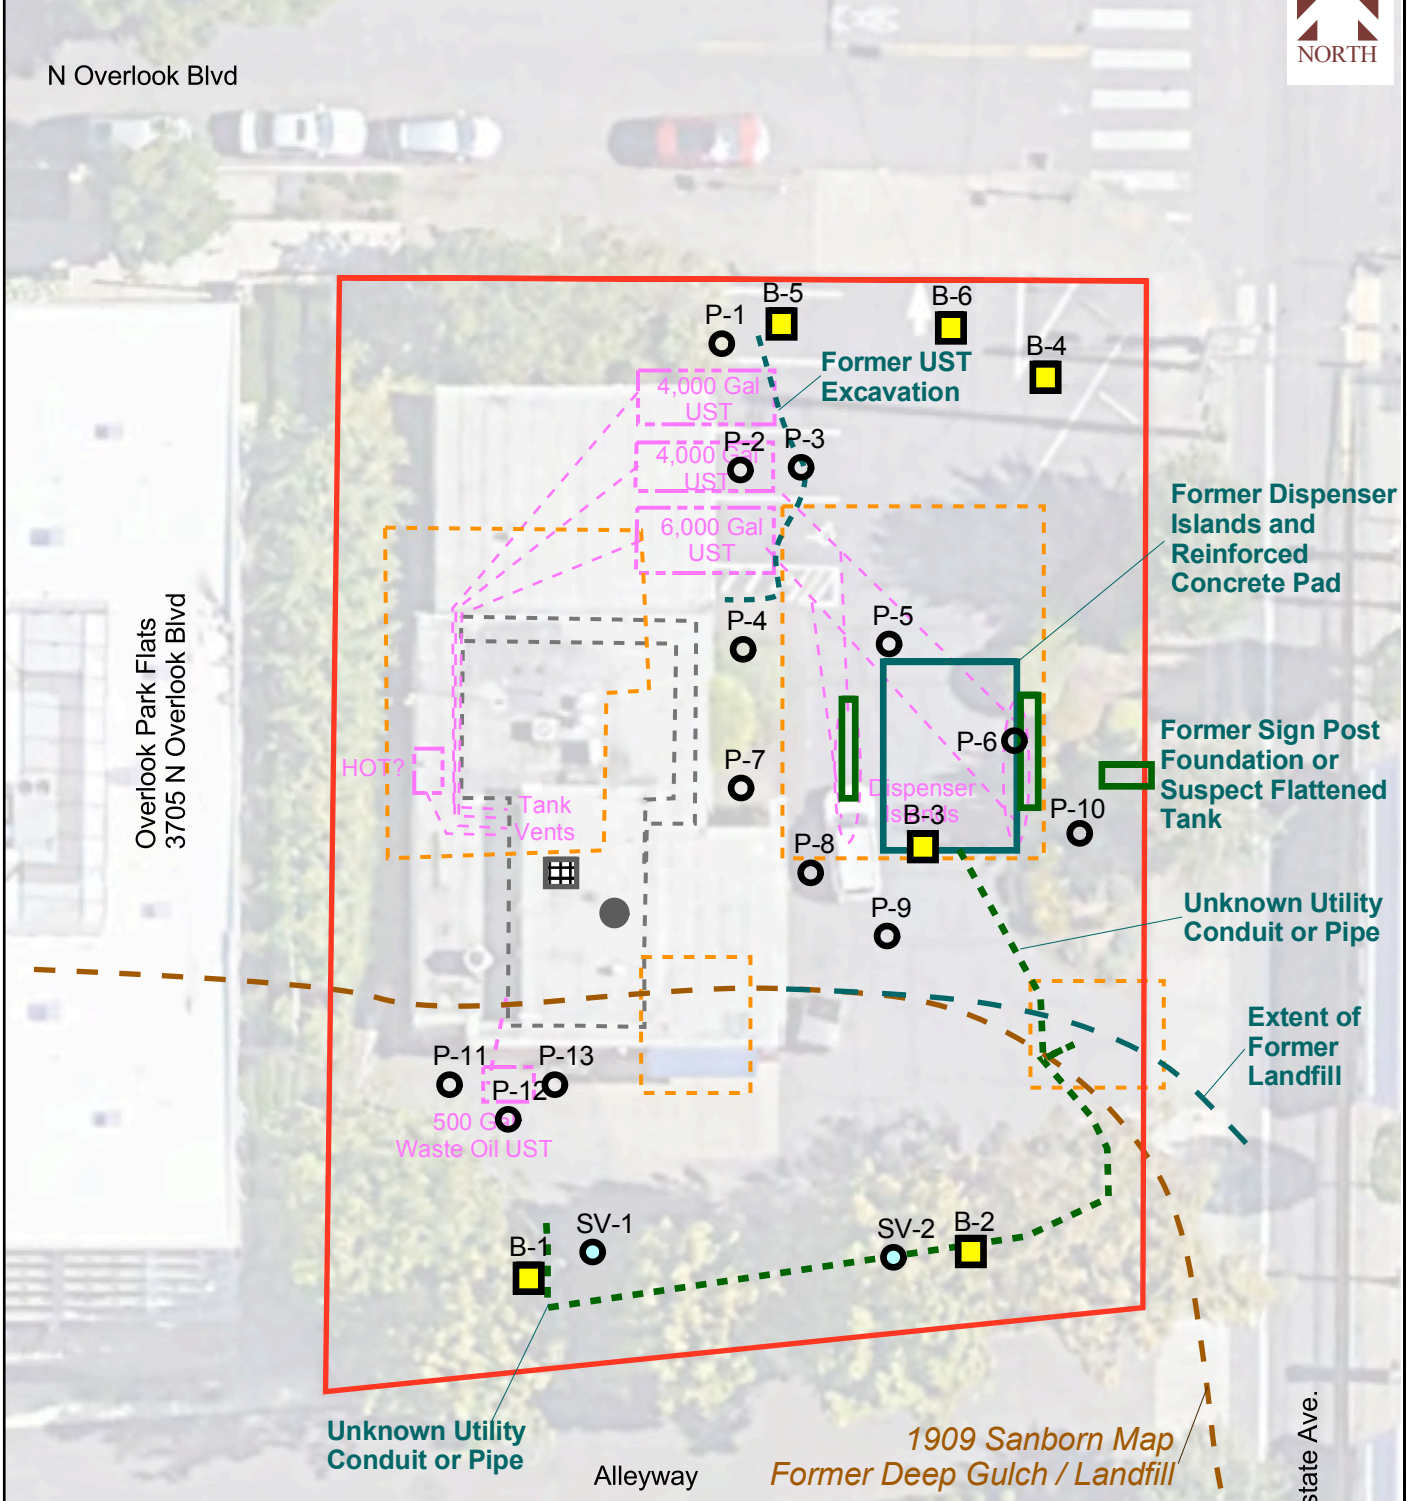 NORTH
N Overlook Blvd
B-5
B-6
P-1
B-4
Former UST
Excavation
4,000 Gal
UST
P-2
P-3
4,000 Gal
UST
Former Dispenser
Islands and
Reinforced
Concrete Pad
6,000 Gal
UST
Overlook Park Flats
3705 N Overlook Blvd
P-4
P-5
P-6
Former Sign Post
Foundation or
Suspect Flattened
Tank
HOT?
P-7
Dispenser
Islands
Tank
Vents
B-3
P-10
P-8
P-9
Unknown Utility
Conduit or Pipe
Extent of
Former
Landfill
P-11
P-13
P-12
500 Gal
Waste Oil UST
SV-1
SV-2
B-2
B-1
Unknown Utility
Conduit or Pipe
1909 Sanborn Map
Former Deep Gulch / Landfill
Alleyway
state Ave.